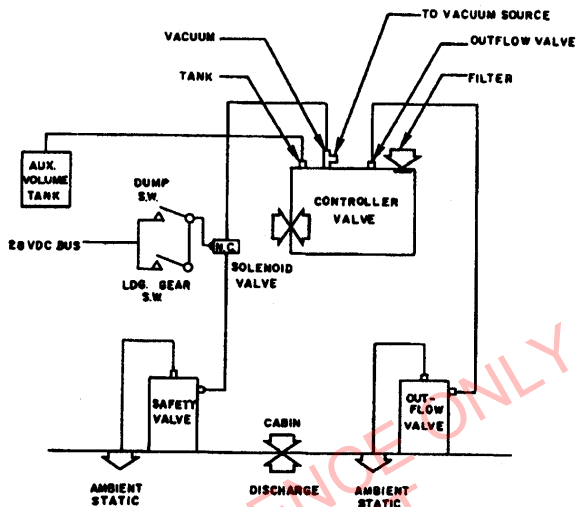 TO VACUUM SOURCE
VACUUM
OUTFLOW VALVE
TANK
FILTER
AUX.
VOLUME
TANK
DUMP
S.W.
CONTROLLER
VALVE
28 VDC BUS
N.C.
SOLENOID
VALVE
LDG. GEAR
S.W.
SAFETY
VALVE
CABIN
OUT-
FLOW
VALVE
AMBIENT
STATIC
DISCHARGE
AMBIENT
STATIC
ENCE ONLY